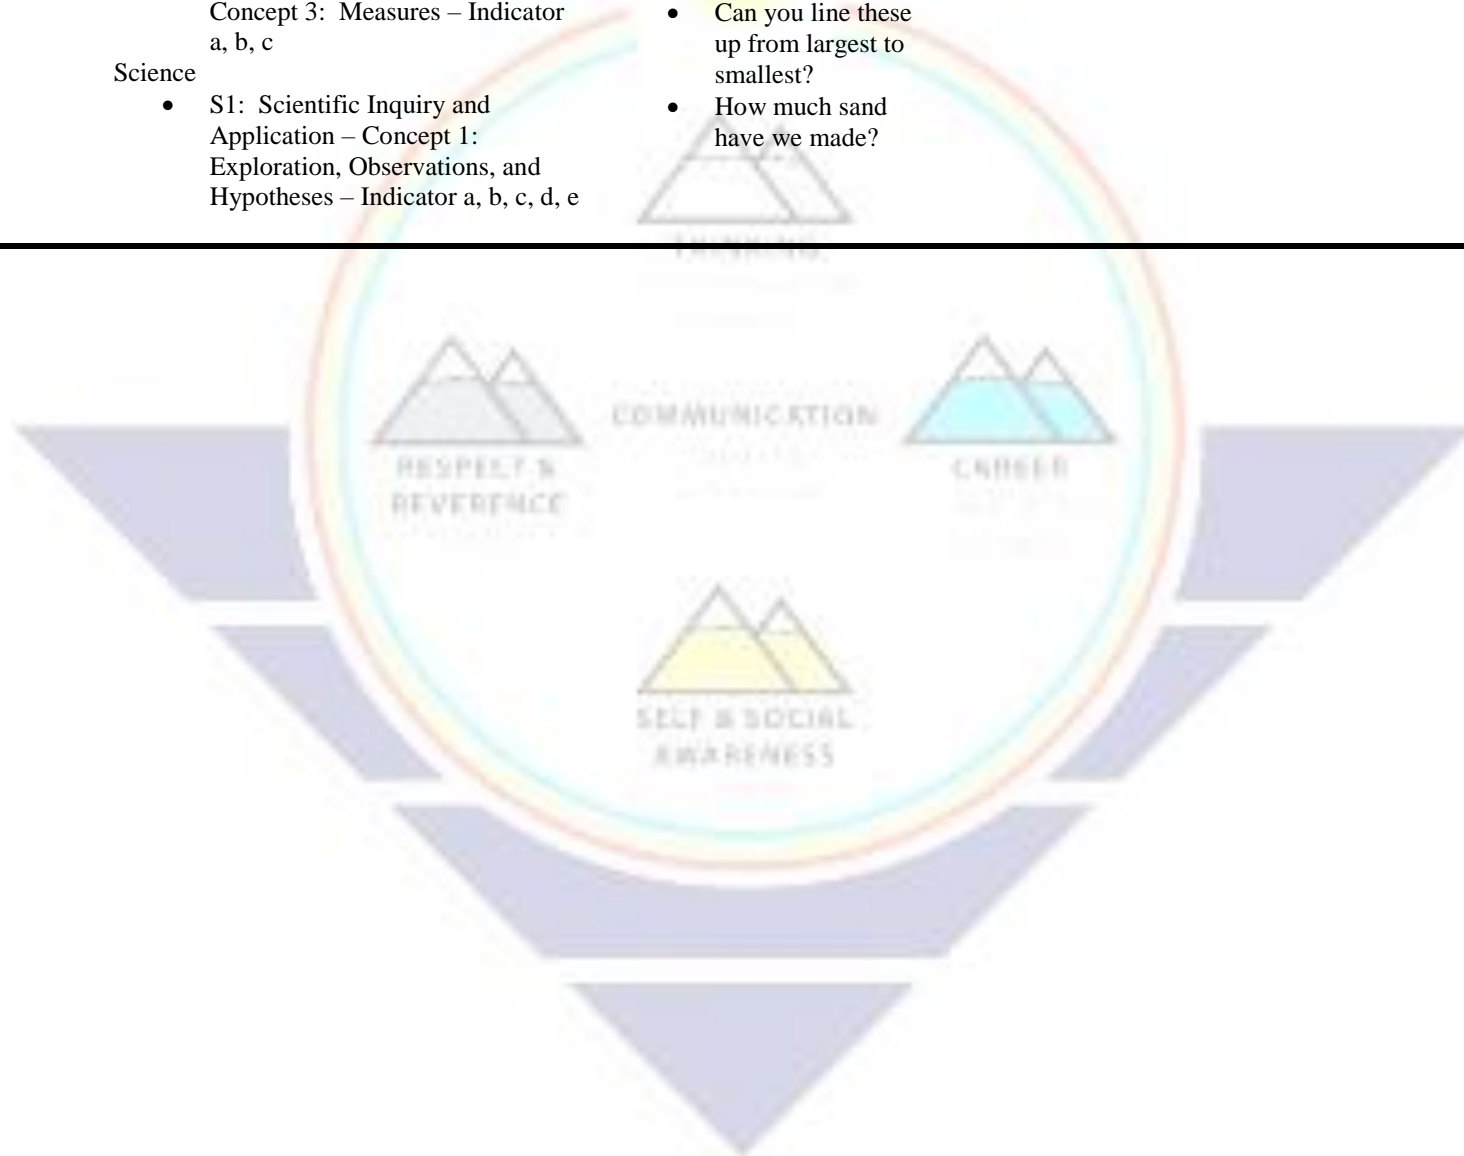 Concept 3: Measures – Indicator
a, b, c
Science
• S1: Scientific Inquiry and
Application – Concept 1:
Exploration, Observations, and
Hypotheses – Indicator a, b, c, d, e
• Can you line these
up from largest to
smallest?
• How much sand
have we made?
THINKING
COMMUNICATION
RESPECT &
REVERENCE
CAREER
SELF & SOCIAL
AWARENESS